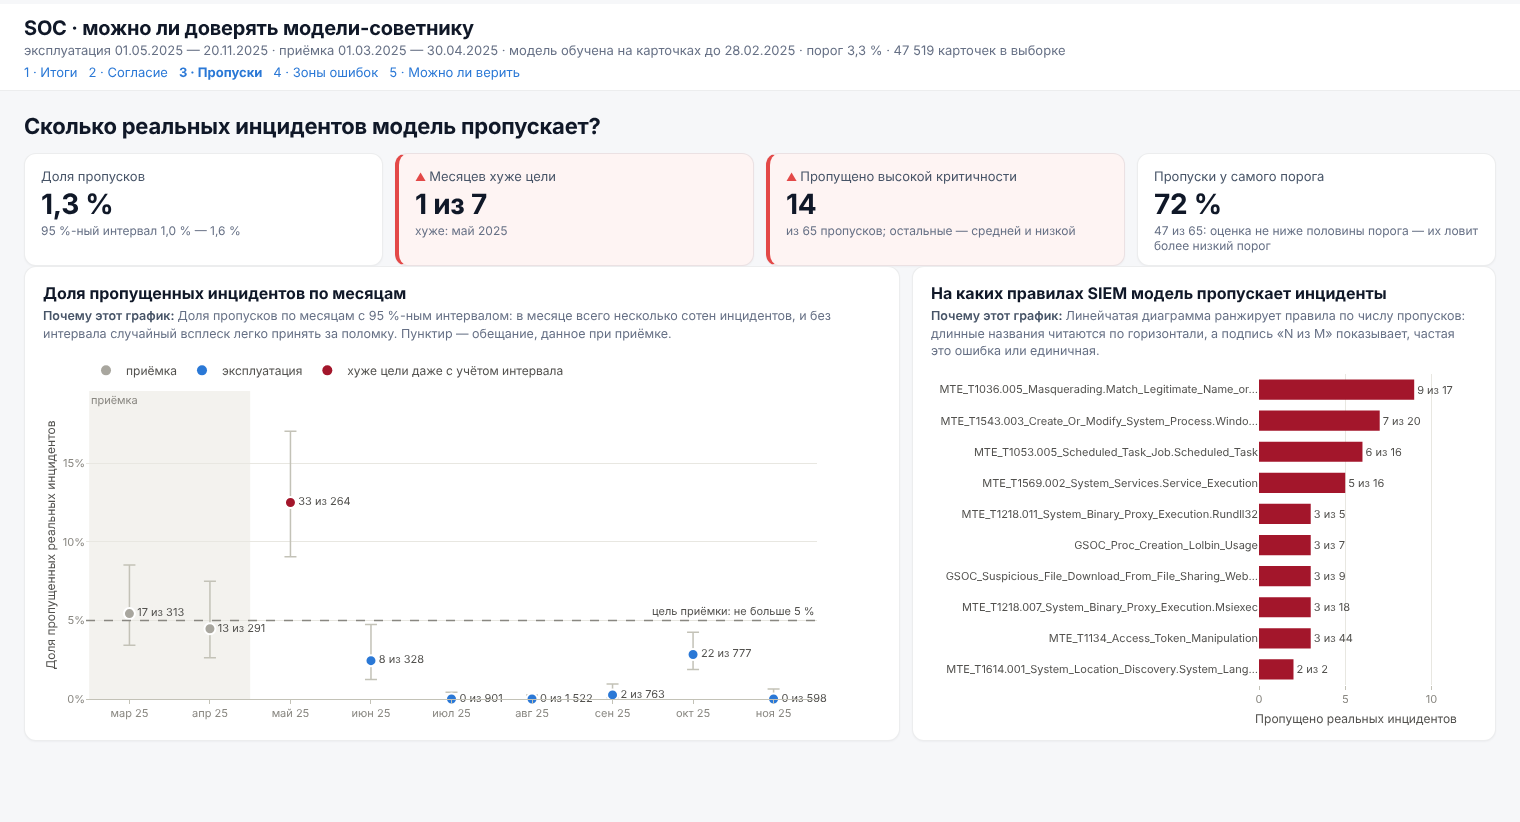 SOC · можно ли доверять модели-советнику
эксплуатация 01.05.2025 — 20.11.2025 · приёмка 01.03.2025 — 30.04.2025 · модель обучена на карточках до 28.02.2025 · порог 3,3 % · 47 519 карточек в выборке
1 · Итоги 2 · Согласие 3 · Пропуски 4 · Зоны ошибок 5 · Можно ли верить
Сколько реальных инцидентов модель пропускает?
Доля пропусков
1,3 %
95 %-ный интервал 1,0 % — 1,6 %
▲ Месяцев хуже цели
1 из 7
хуже: май 2025
▲ Пропущено высокой критичности
14
из 65 пропусков; остальные — средней и низкой
Пропуски у самого порога
72 %
47 из 65: оценка не ниже половины порога — их ловит
более низкий порог
Доля пропущенных инцидентов по месяцам
Почему этот график: Доля пропусков по месяцам с 95 %-ным интервалом: в месяце всего несколько сотен инцидентов, и без
интервала случайный всплеск легко принять за поломку. Пунктир — обещание, данное при приёмке.
приёмка эксплуатация хуже цели даже с учётом интервала
приёмка
Доля пропущенных реальных инцидентов
15%
10%
5%
0%
17 из 313
13 из 291
33 из 264
8 из 328
0 из 901
0 из 1 522
2 из 763
22 из 777
0 из 598
цель приёмки: не больше 5 %
мар 25 апр 25 май 25 июн 25 июл 25 авг 25 сен 25 окт 25 ноя 25
На каких правилах SIEM модель пропускает инциденты
Почему этот график: Линейчатая диаграмма ранжирует правила по числу пропусков:
длинные названия читаются по горизонтали, а подпись «N из M» показывает, частая
это ошибка или единичная.
MTE_T1036.005_Masquerading.Match_Legitimate_Name_or... 9 из 17
MTE_T1543.003_Create_Or_Modify_System_Process.Windo... 7 из 20
MTE_T1053.005_Scheduled_Task_Job.Scheduled_Task 6 из 16
MTE_T1569.002_System_Services.Service_Execution 5 из 16
MTE_T1218.011_System_Binary_Proxy_Execution.Rundll32 3 из 5
GSOC_Proc_Creation_Lolbin_Usage 3 из 7
GSOC_Suspicious_File_Download_From_File_Sharing_Web... 3 из 9
MTE_T1218.007_System_Binary_Proxy_Execution.Msiexec 3 из 18
MTE_T1134_Access_Token_Manipulation 3 из 44
MTE_T1614.001_System_Location_Discovery.System_Lang... 2 из 2
0 5 10
Пропущено реальных инцидентов